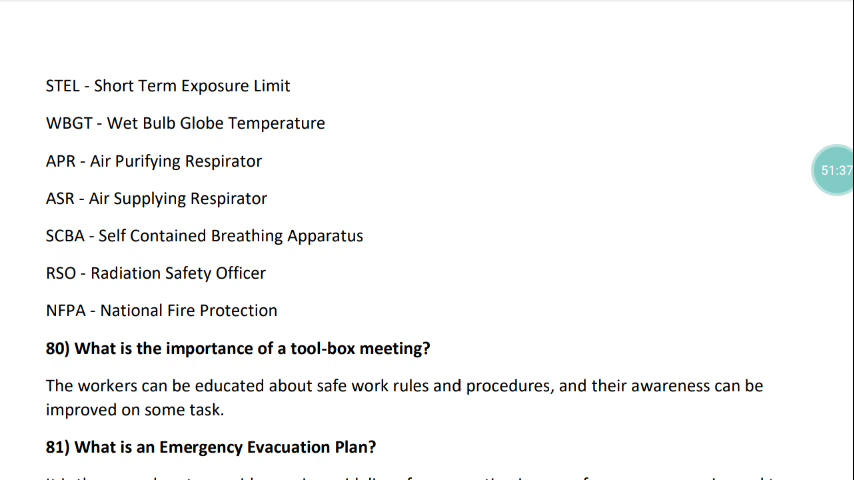 STEL - Short Term Exposure Limit
WBGT - Wet Bulb Globe Temperature
APR - Air Purifying Respirator
ASR - Air Supplying Respirator
SCBA - Self Contained Breathing Apparatus
RSO - Radiation Safety Officer
NFPA - National Fire Protection
80) What is the importance of a tool-box meeting?
The workers can be educated about safe work rules and procedures, and their awareness can be
improved on some task.
81) What is an Emergency Evacuation Plan?
51:37